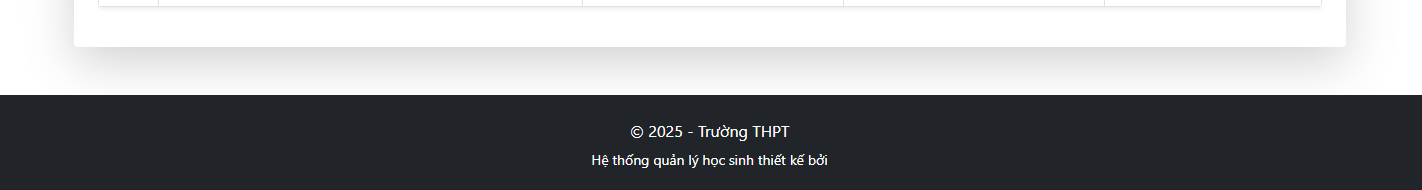 © 2025 - Trường THPT
Hệ thống quản lý học sinh thiết kế bởi